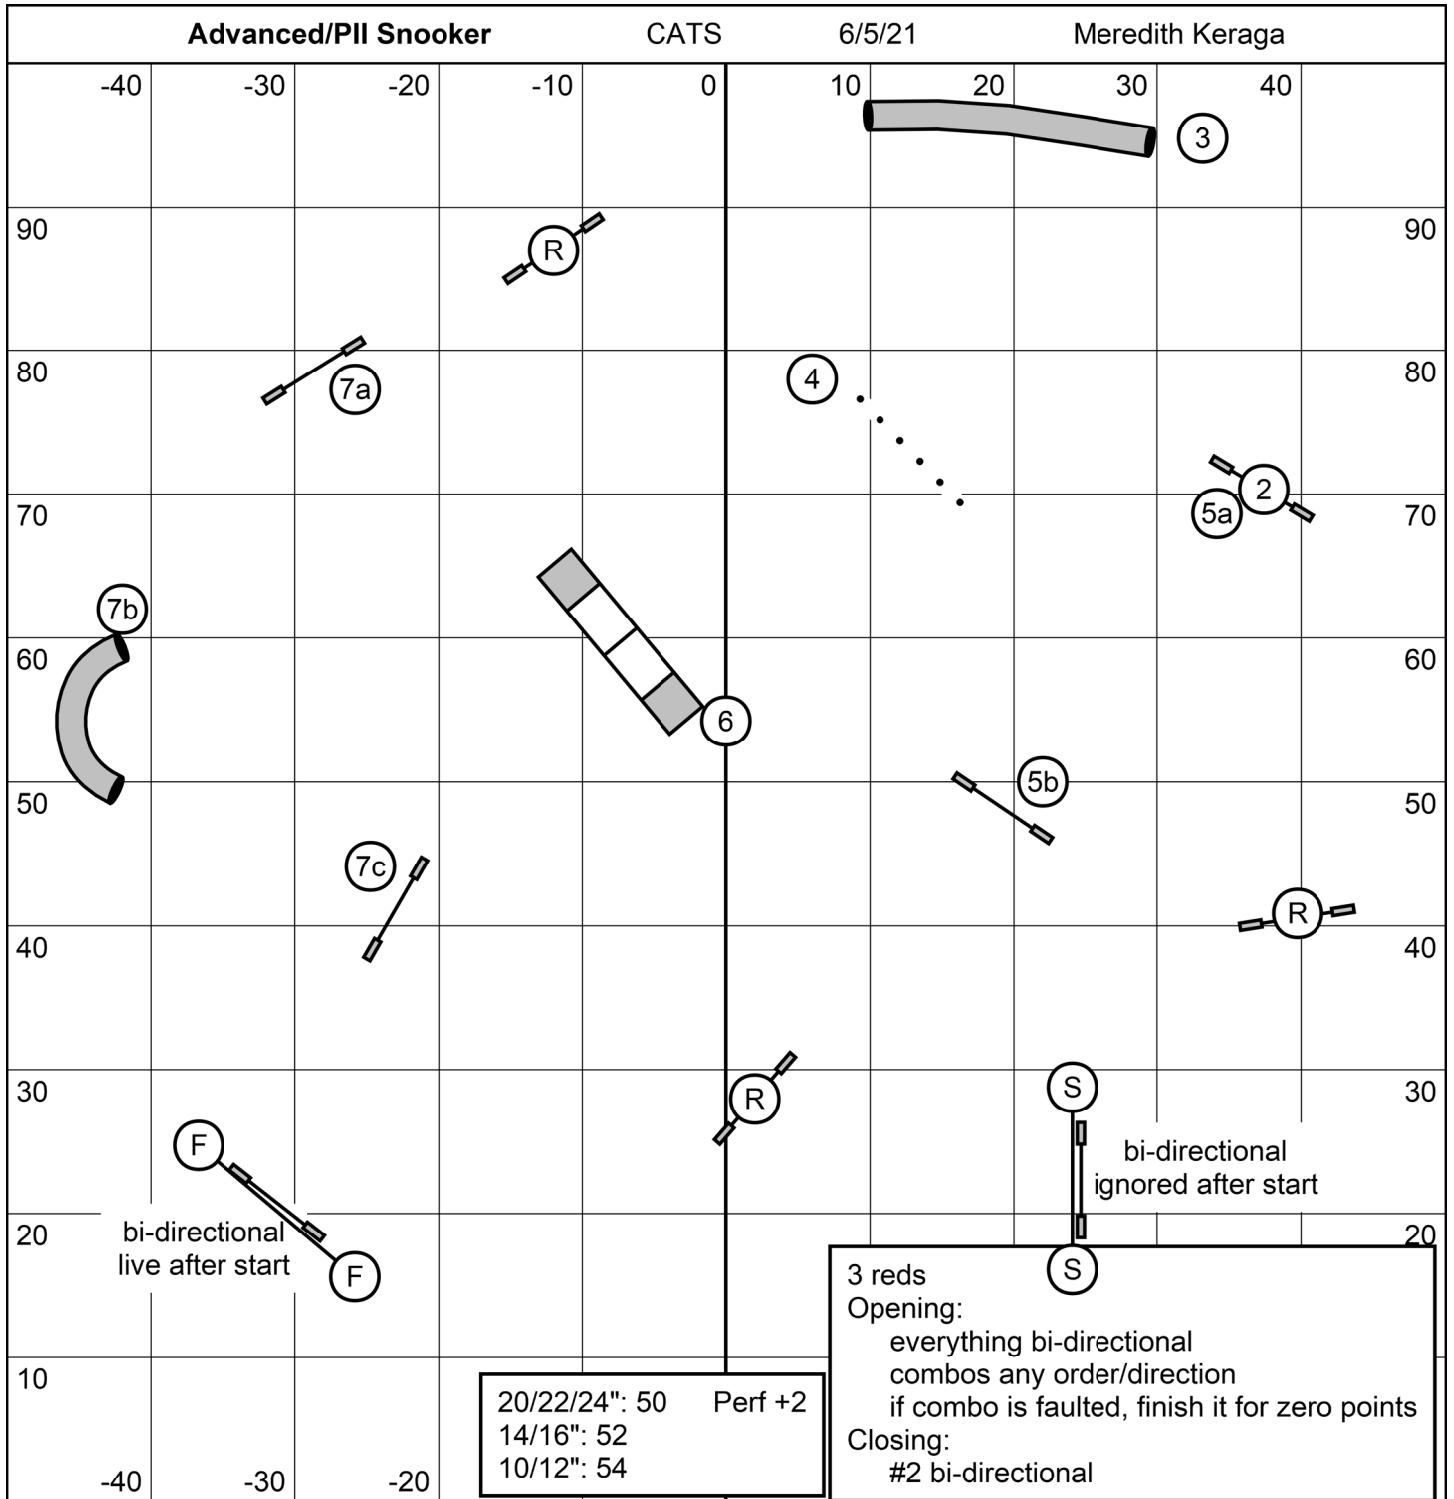 Advanced/PII Snooker CATS 6/5/21 Meredith Keraga
-40 -30 -20 -10 0 10 20 30 40
3
90 R 90
80 7a 4 80
70 5a 2 70
7b
60 60
6
50 5b 50
7c
40 R 40
30 R S 30
F
bi-directional
ignored after start
20 20
bi-directional
live after start
F
S
3 reds
Opening:
everything bi-directional
combos any order/direction
if combo is faulted, finish it for zero points
Closing:
#2 bi-directional
10
20/22/24": 50 Perf +2
14/16": 52
10/12": 54
-40 -30 -20